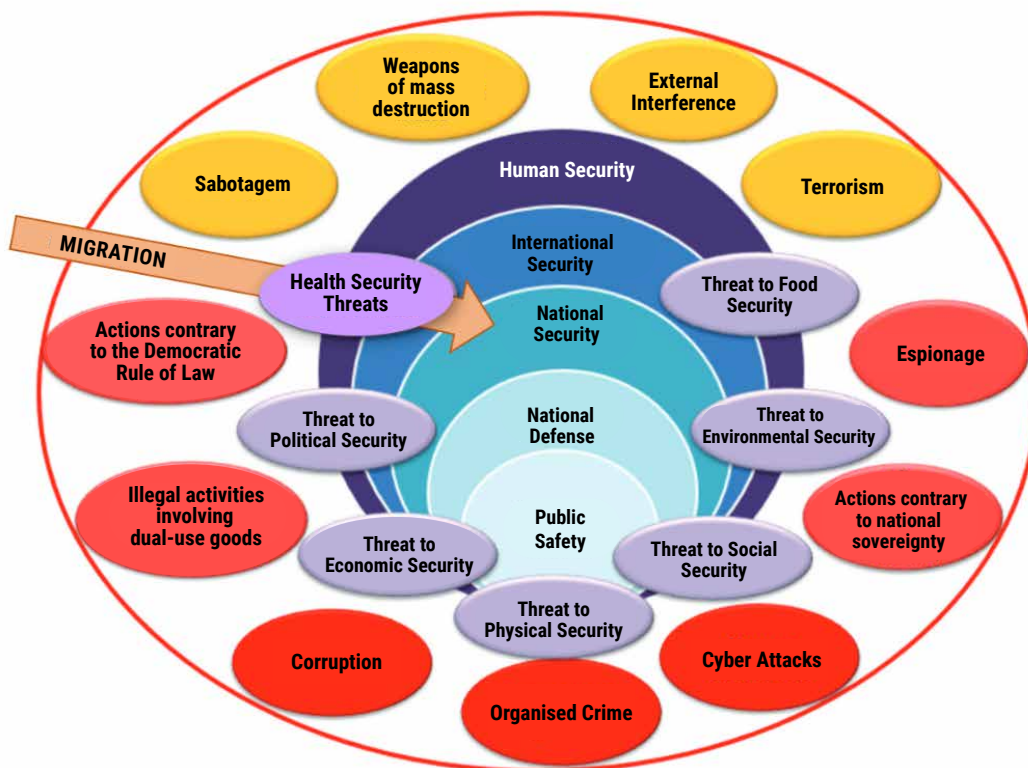 Weapons
of mass
destruction
External
Interference
Sabotagem
Human Security
Terrorism
MIGRATION
International
Security
Health Security
Threats
Threat to Food
Security
National
Security
Actions contrary
to the Democratic
Rule of Law
Espionage
Threat to
Political Security
National
Defense
Threat to
Environmental Security
Illegal activities
involving
dual-use goods
Actions contrary
to national
sovereignty
Public
Safety
Threat to
Economic Security
Threat to Social
Security
Threat to
Physical Security
Corruption
Cyber Attacks
Organised Crime